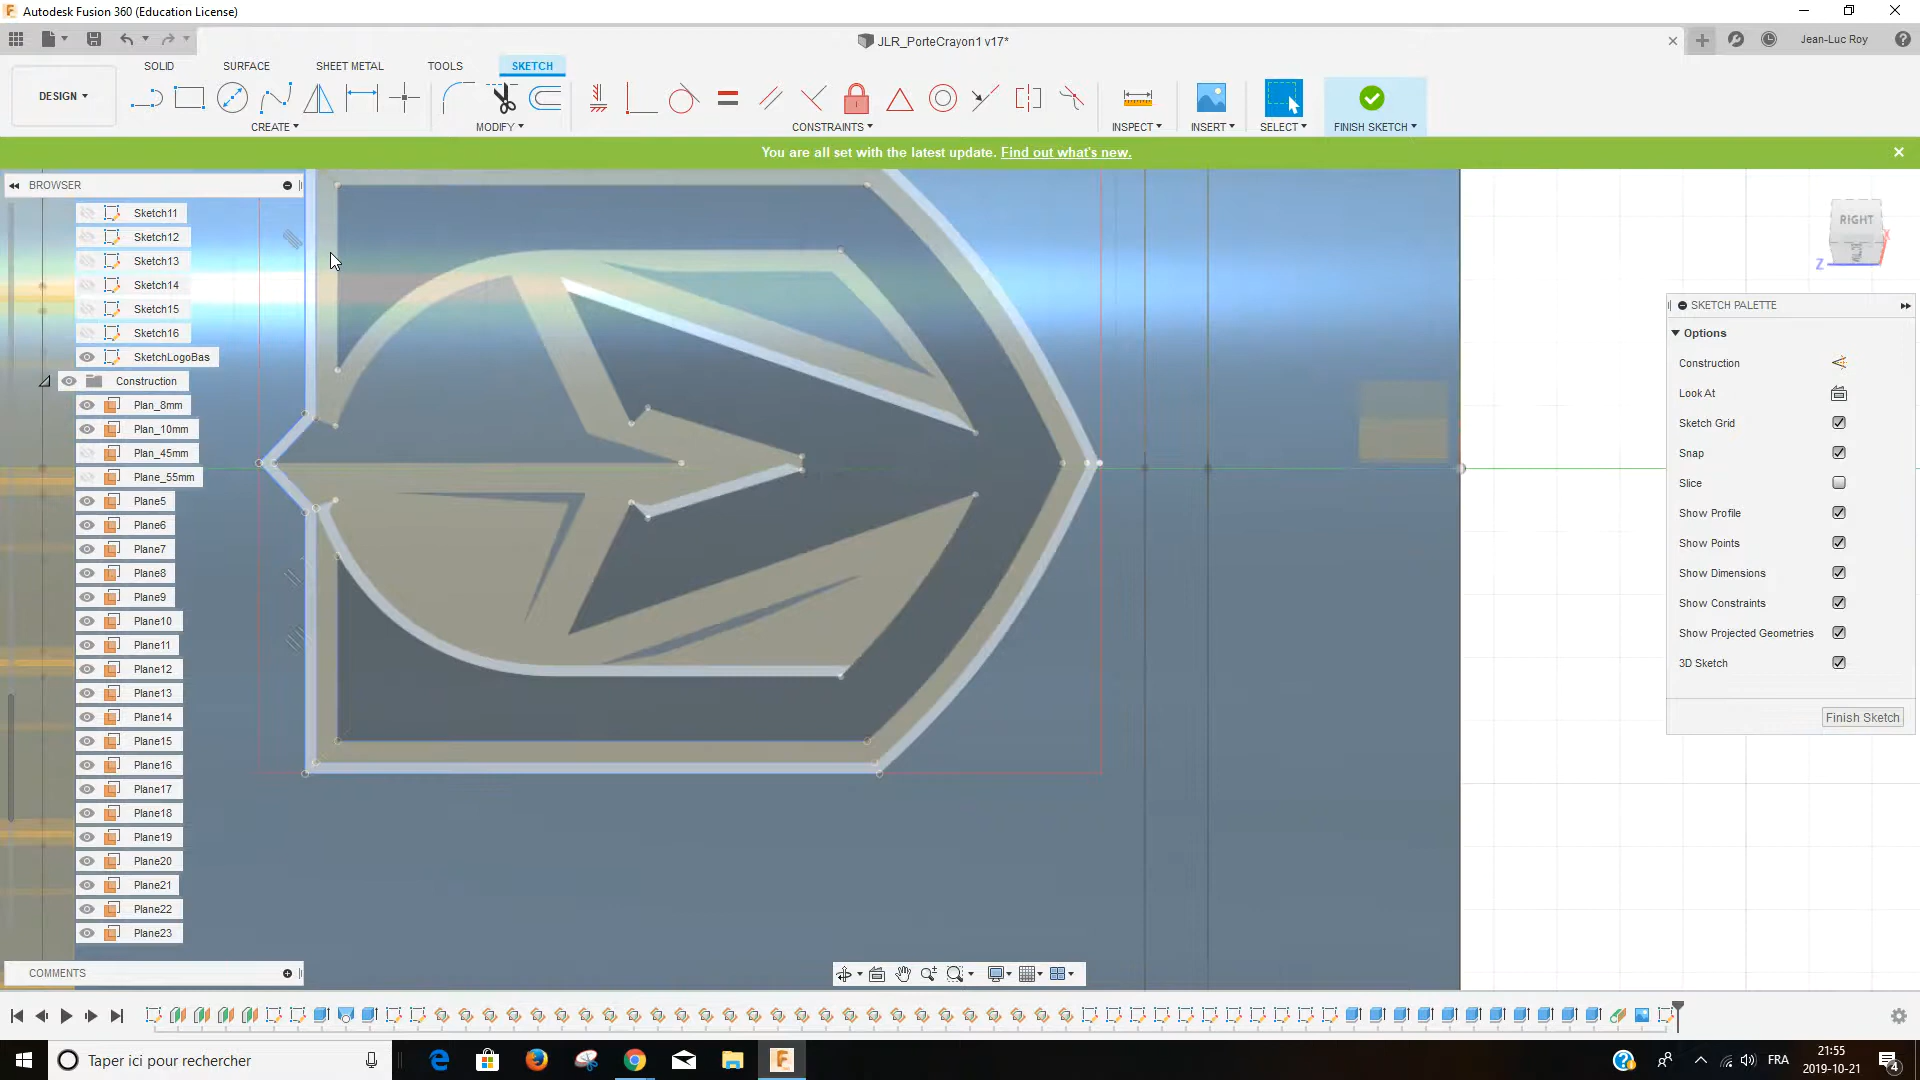 Autodesk Fusion 360 (Education License)
JLR_PorteCrayon1 v17*
Jean-Luc Roy
SOLID SURFACE SHEET METAL TOOLS SKETCH
DESIGN
CREATE MODIFY CONSTRAINTS INSPECT INSERT SELECT FINISH SKETCH
You are all set with the latest update. Find out what's new.
BROWSER
Sketch11
Sketch12
Sketch13
Sketch14
Sketch15
Sketch16
SketchLogoBas
Construction
Plan_8mm
Plan_10mm
Plan_45mm
Plane_55mm
Plane5
Plane6
Plane7
Plane8
Plane9
Plane10
Plane11
Plane12
Plane13
Plane14
Plane15
Plane16
Plane17
Plane18
Plane19
Plane20
Plane21
Plane22
Plane23
COMMENTS
RIGHT
X
Z
SKETCH PALETTE
Options
Construction
Look At
Sketch Grid
Snap
Slice
Show Profile
Show Points
Show Dimensions
Show Constraints
Show Projected Geometries
3D Sketch
Finish Sketch
Taper ici pour rechercher
FRA
21:55
2019-10-21
4